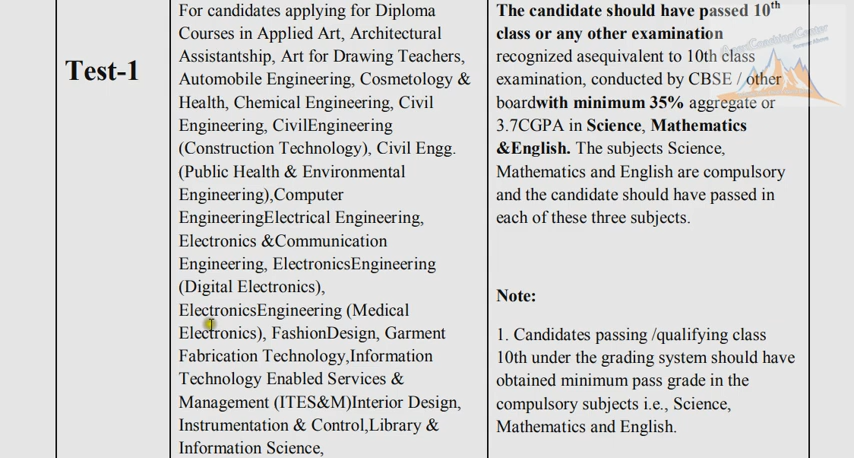 Test-1
For candidates applying for Diploma
Courses in Applied Art, Architectural
Assistantship, Art for Drawing Teachers,
Automobile Engineering, Cosmetology &
Health, Chemical Engineering, Civil
Engineering, CivilEngineering
(Construction Technology), Civil Engg.
(Public Health & Environmental
Engineering),Computer
EngineeringElectrical Engineering,
Electronics &Communication
Engineering, ElectronicsEngineering
(Digital Electronics),
ElectronicsEngineering (Medical
Electronics), FashionDesign, Garment
Fabrication Technology,Information
Technology Enabled Services &
Management (ITES&M)Interior Design,
Instrumentation & Control,Library &
Information Science,
The candidate should have passed 10th
class or any other examination
recognized asequivalent to 10th class
examination, conducted by CBSE / other
boardwith minimum 35% aggregate or
3.7CGPA in Science, Mathematics
&English. The subjects Science,
Mathematics and English are compulsory
and the candidate should have passed in
each of these three subjects.
Note:
1. Candidates passing /qualifying class
10th under the grading system should have
obtained minimum pass grade in the
compulsory subjects i.e., Science,
Mathematics and English.